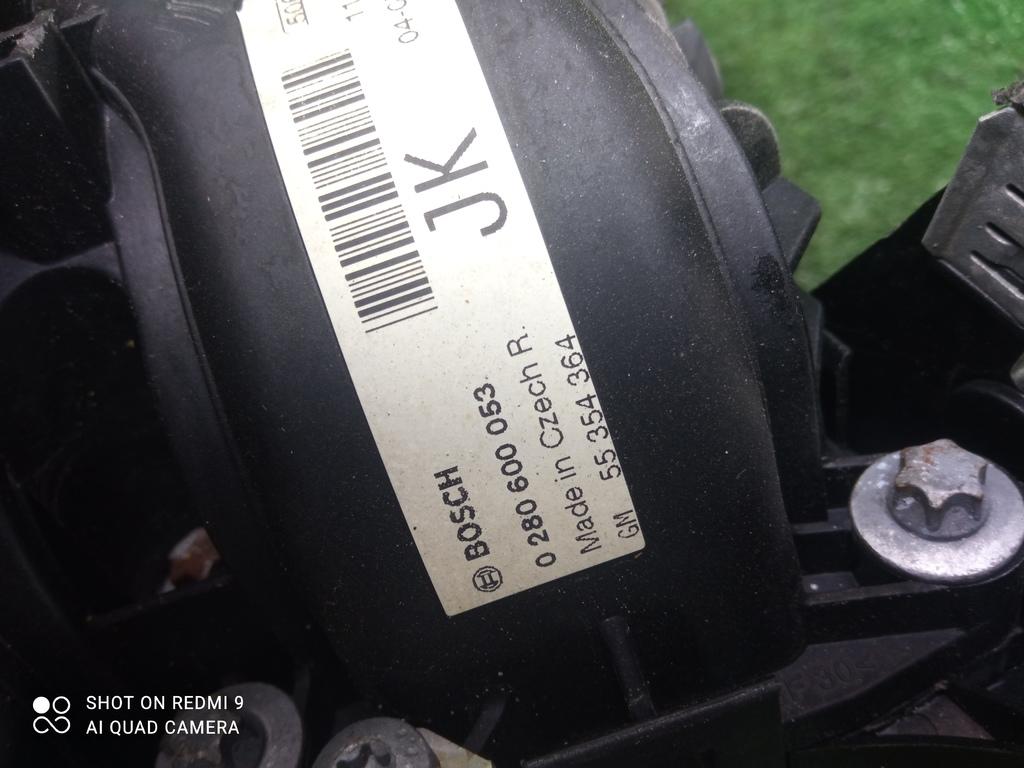 JK
BOSCH
0 280 600 053
Made in Czech R.
GM 55 354 364
SHOT ON REDMI 9
AI QUAD CAMERA